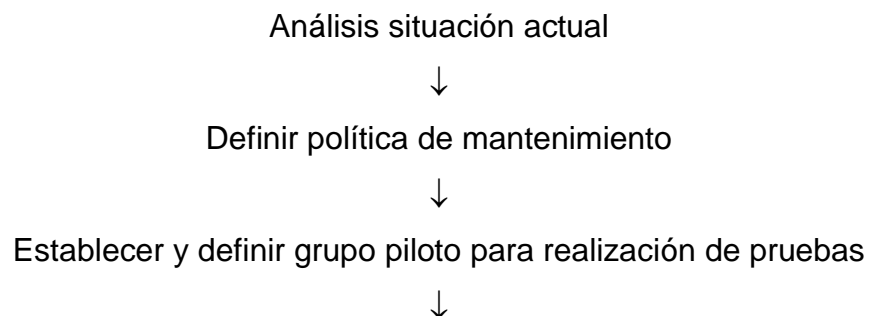 Análisis situación actual
↓
Definir política de mantenimiento
↓
Establecer y definir grupo piloto para realización de pruebas
↓